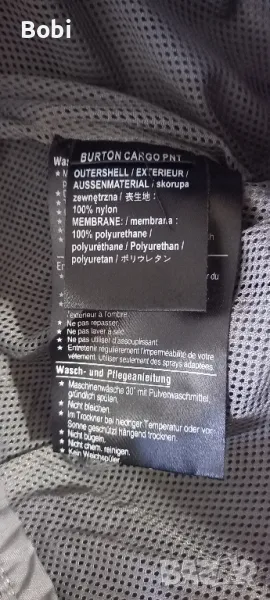 Bobi
BURTON CARGO PNT
OUTERSHELL / EXTERIEUR /
AUSSENMATERIAL / skorupa
zewnętrzna / 表生地 :
100% nylon
MEMBRANE: / membrana :
100% polyurethane /
polyuréthane / Polyurethan /
poliuretan / ポリウレタン
l'extérieur à l'ombre.
★ Ne pas repasser.
★ Ne pas laver à sec.
★ Ne pas utiliser d'assouplissant
★ Entretenir régulièrement l'imperméabilité de votre
vêtement. Utiliser seulement des sprays adaptées.
Wasch- und Pflegeanleitung
★ Maschinenwäsche 30° mit Pulverwaschmittel,
gründlich spülen.
★ Nicht bleichen.
★ Im Trockner bei niedriger Temperatur oder vor
Sonne geschützt hängend trocknen.
★ Nicht bügeln.
★ Nicht chem. reinigen.
★ Kein Weichspüler